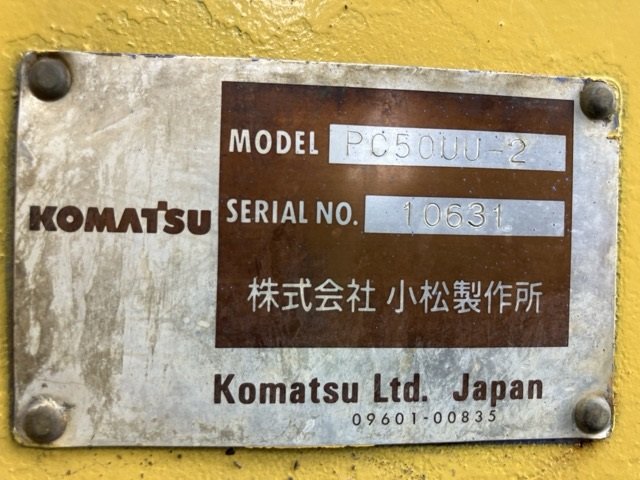 MODEL PC50UU-2
KOMATSU SERIAL NO. 10631
株式会社 小松製作所
Komatsu Ltd. Japan
09601-00835